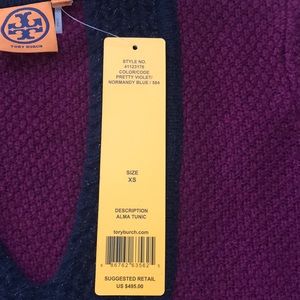 TORY BURCH
STYLE NO.
41123176
COLOR/CODE
PRETTY VIOLET/
NORMANDY BLUE / 584
SIZE
XS
DESCRIPTION
ALMA TUNIC
toryburch.com
SUGGESTED RETAIL
US $495.00